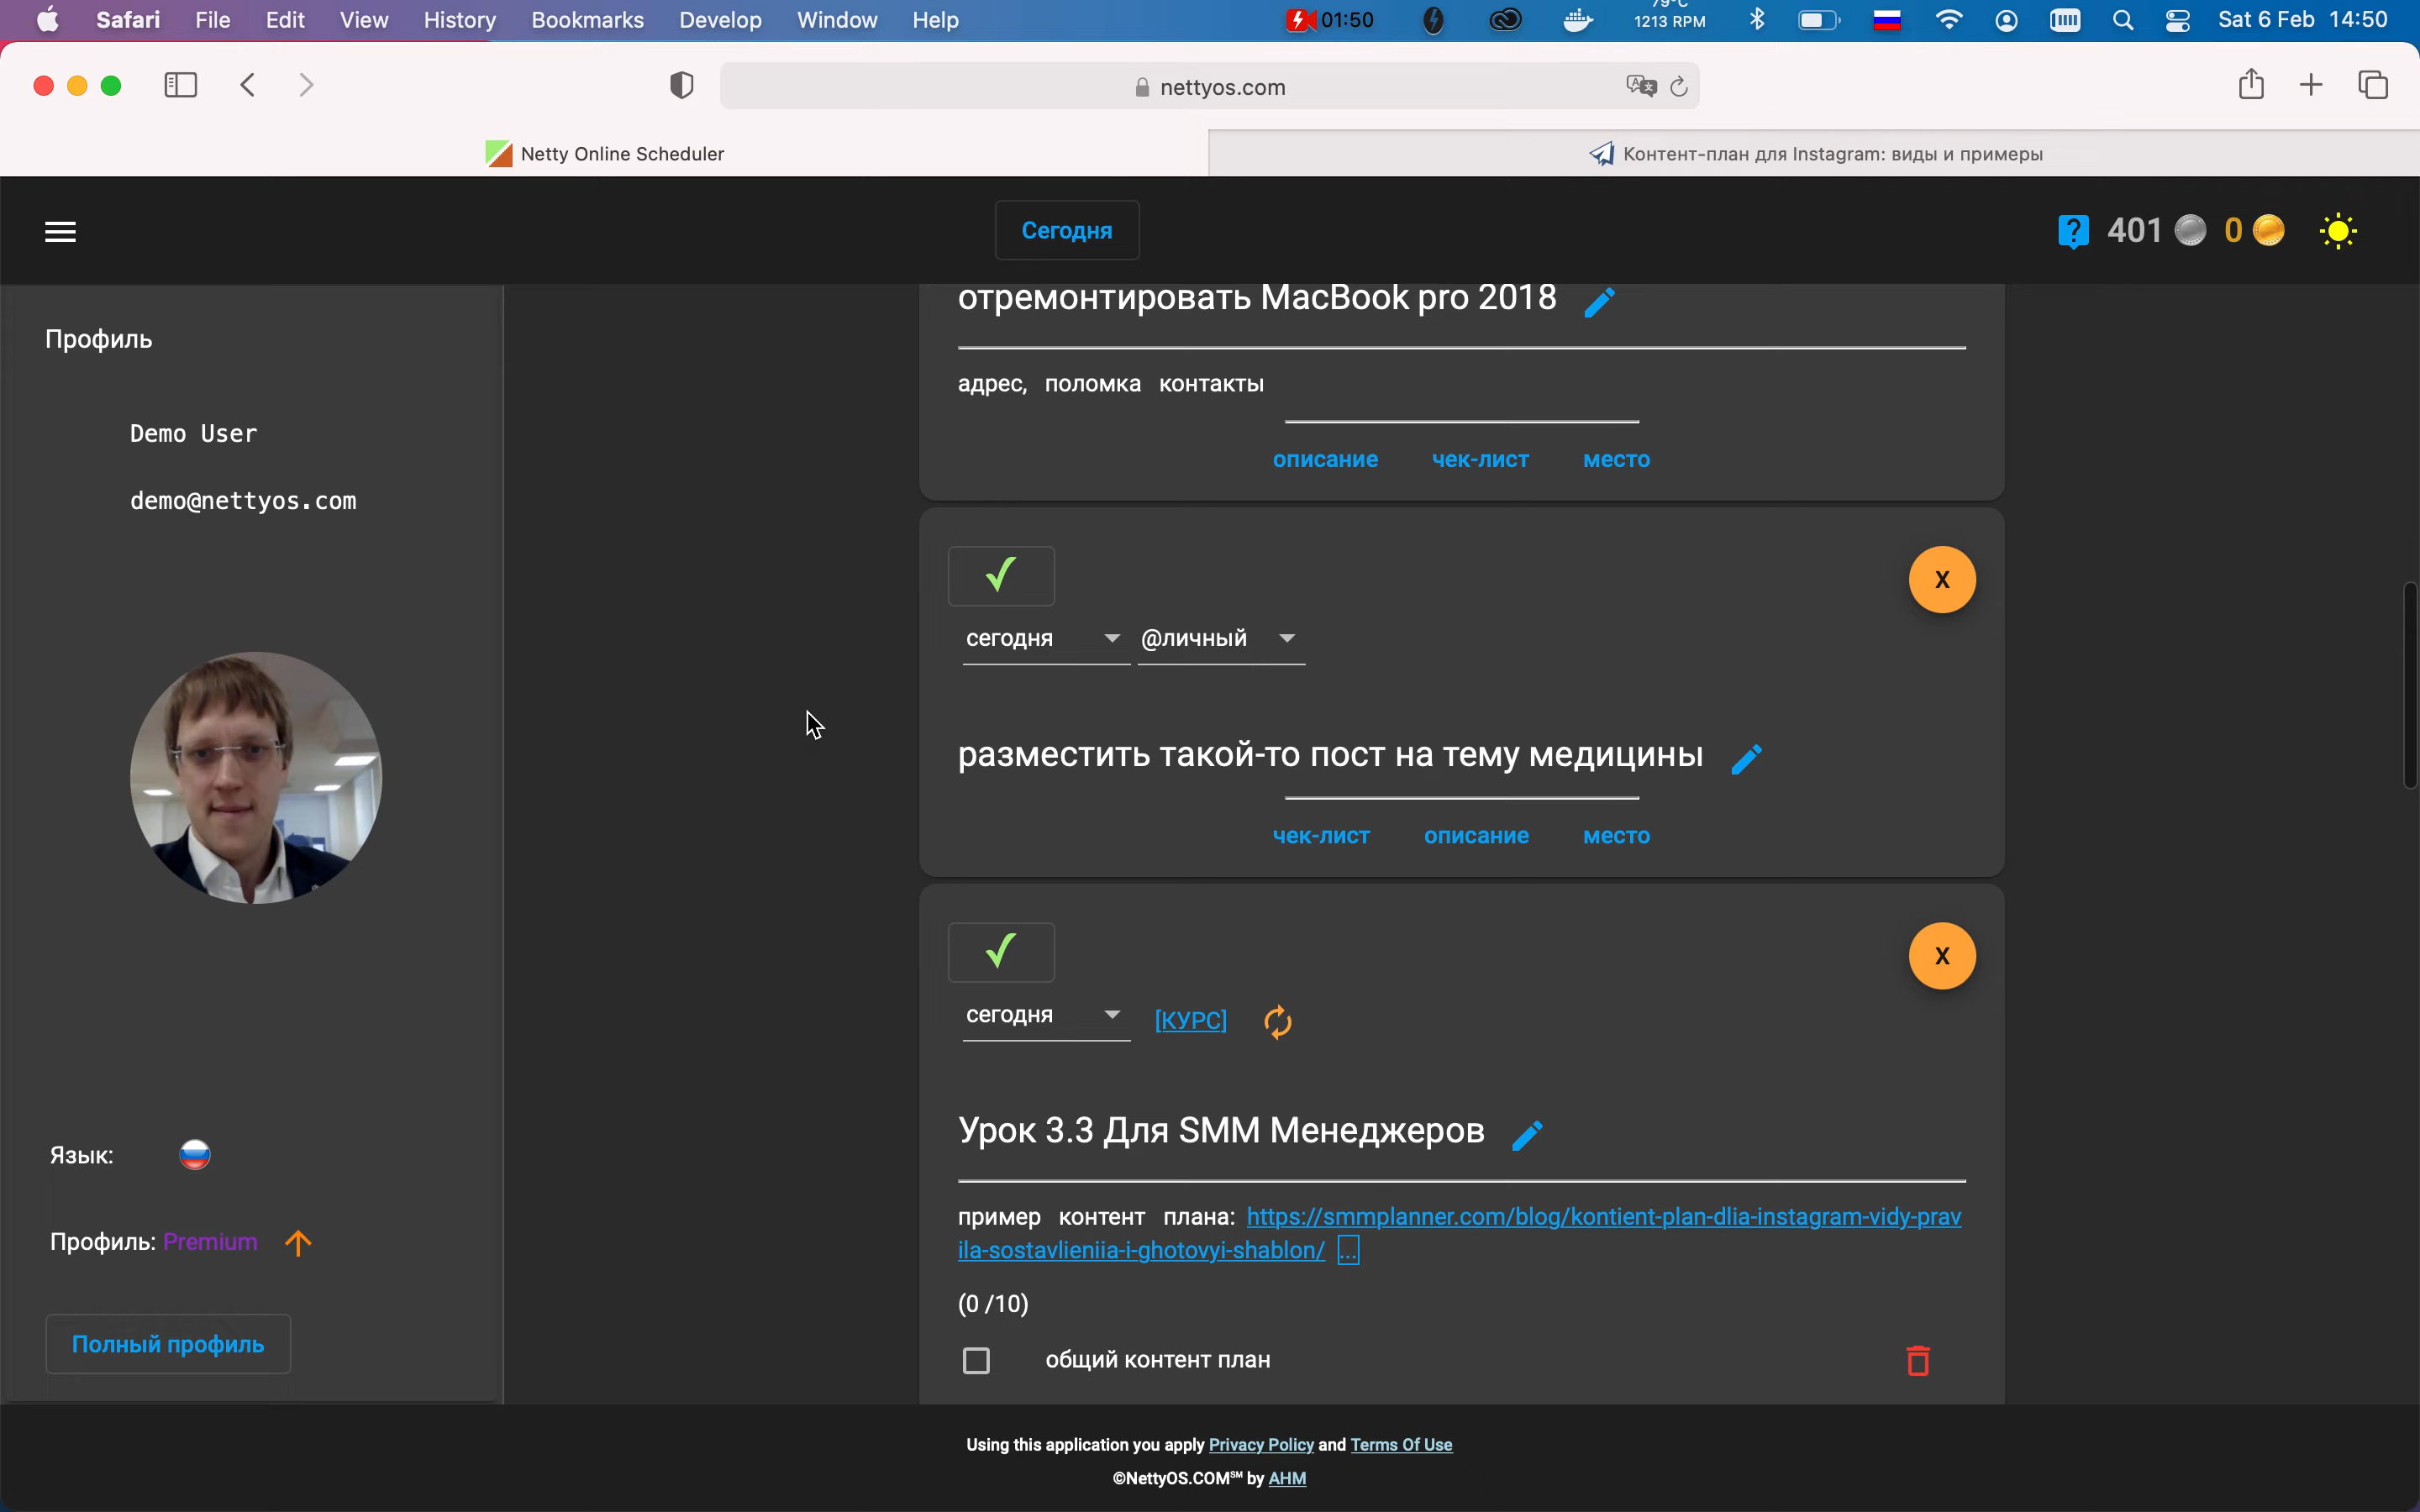 Safari File Edit View History Bookmarks Develop Window Help 01:50 79°C 1213 RPM Sat 6 Feb 14:50
nettyos.com
Netty Online Scheduler
Контент-план для Instagram: виды и примеры
Сегодня
401 0
Профиль
Demo User
demo@nettyos.com
Язык:
Профиль: Premium
Полный профиль
отремонтировать MacBook pro 2018
адрес, поломка контакты
описание чек-лист место
X
сегодня @личный
разместить такой-то пост на тему медицины
чек-лист описание место
X
сегодня [КУРС]
Урок 3.3 Для SMM Менеджеров
пример контент плана: https://smmplanner.com/blog/kontient-plan-dlia-instagram-vidy-prav
ila-sostavlieniia-i-ghotovyi-shablon/ ...
(0 /10)
общий контент план
Using this application you apply Privacy Policy and Terms Of Use
©NettyOS.COM℠ by AHM